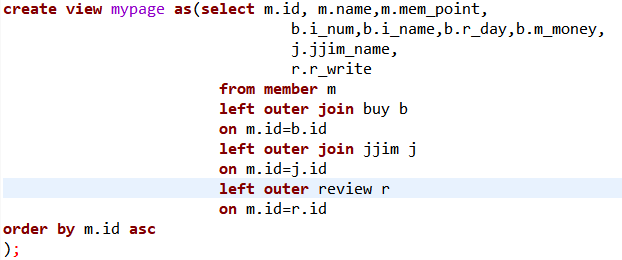 create view mypage as(select m.id, m.name,m.mem_point,
b.i_num,b.i_name,b.r_day,b.m_money,
j.jjim_name,
r.r_write
from member m
left outer join buy b
on m.id=b.id
left outer join jjim j
on m.id=j.id
left outer review r
on m.id=r.id
order by m.id asc
);